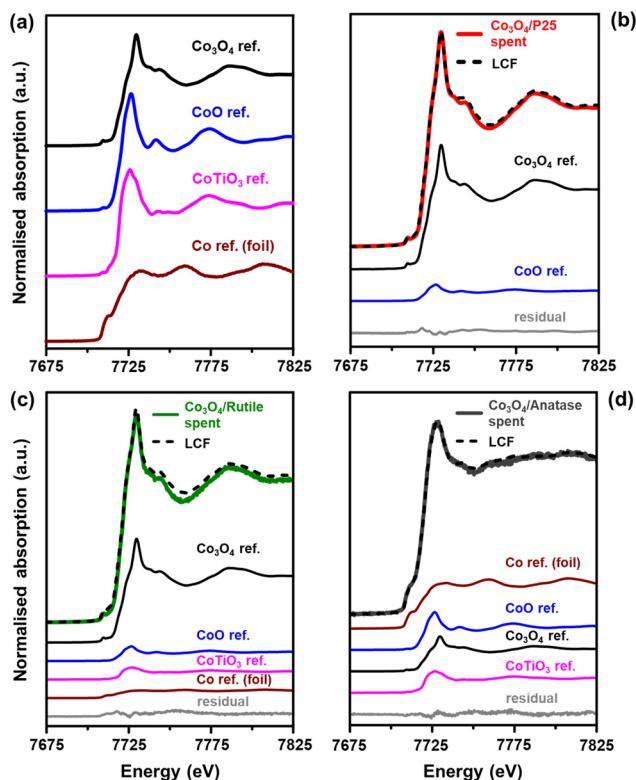 (a)
Co₃O₄ ref.
CoO ref.
CoTiO₃ ref.
Co ref. (foil)
Normalised absorption (a.u.)
7675 7725 7775 7825
(b)
Co₃O₄/P25
spent
LCF
Co₃O₄ ref.
CoO ref.
residual
7675 7725 7775 7825
(c)
Co₃O₄/Rutile
spent
LCF
Co₃O₄ ref.
CoO ref.
CoTiO₃ ref.
Co ref. (foil)
residual
Normalised absorption (a.u.)
7675 7725 7775 7825
Energy (eV)
(d)
Co₃O₄/Anatase
spent
LCF
Co ref. (foil)
CoO ref.
Co₃O₄ ref.
CoTiO₃ ref.
residual
7675 7725 7775 7825
Energy (eV)